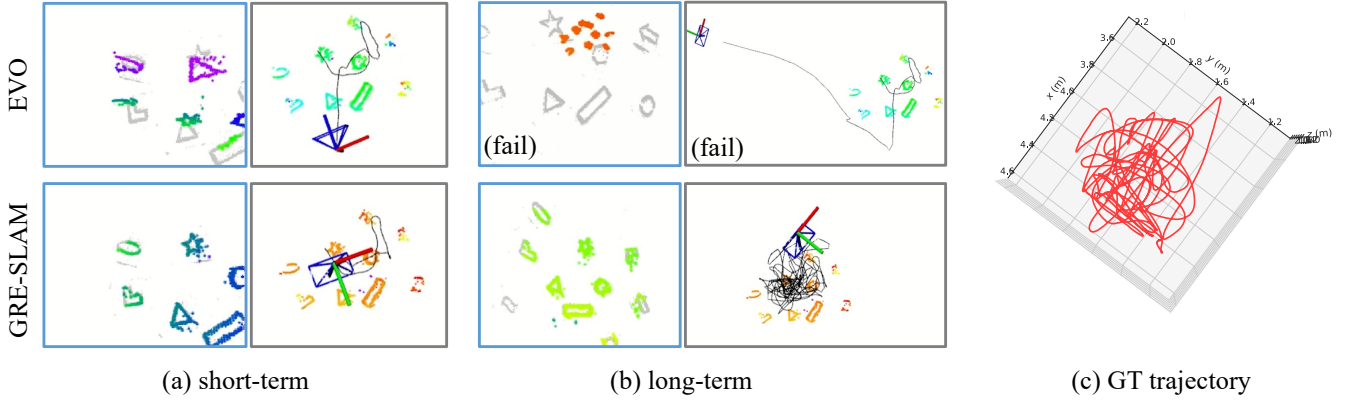 EVO
(fail)
(fail)
GRE-SLAM
2.2
2.0
1.8
1.6
1.4
1.2
y (m)
3.6
3.8
4.0
4.2
4.4
4.6
x (m)
z (m)
(a) short-term
(b) long-term
(c) GT trajectory